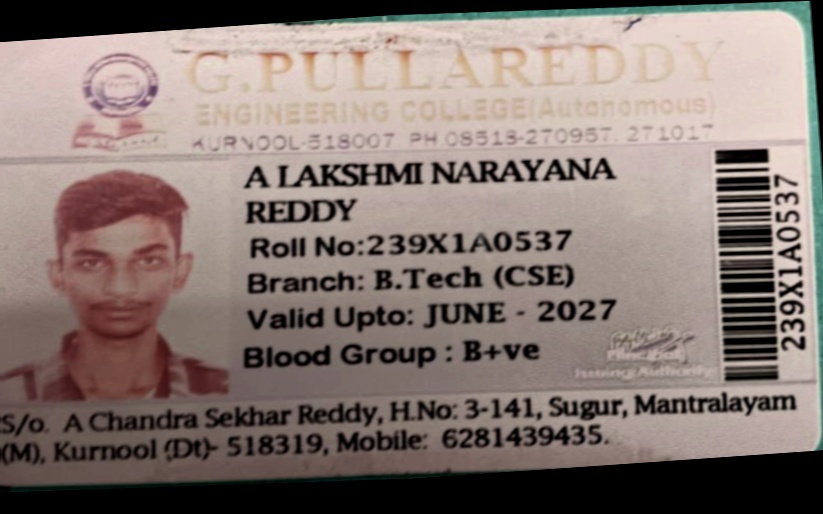 G.PULLAREDDY
ENGINEERING COLLEGE(Autonomous)
KURNOOL-518007 PH.08518-270957, 271017
A LAKSHMI NARAYANA
REDDY
Roll No:239X1A0537
Branch: B.Tech (CSE)
Valid Upto: JUNE - 2027
Blood Group : B+ve
Principal
Issuing Authority
239X1A0537
S/o. A Chandra Sekhar Reddy, H.No: 3-141, Sugur, Mantralayam
(M), Kurnool (Dt)- 518319, Mobile: 6281439435.